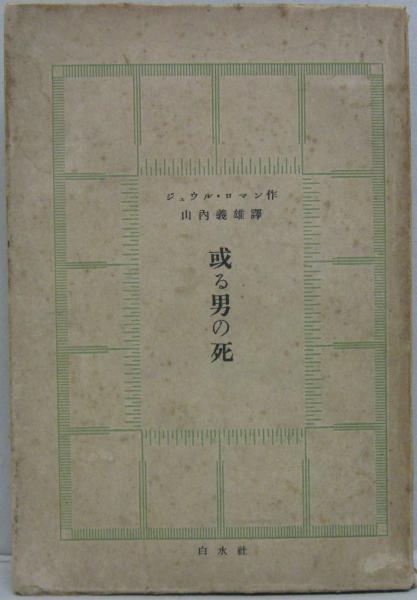 ジュウル・ロマン作
山内義雄譯
或る男の死
白水社